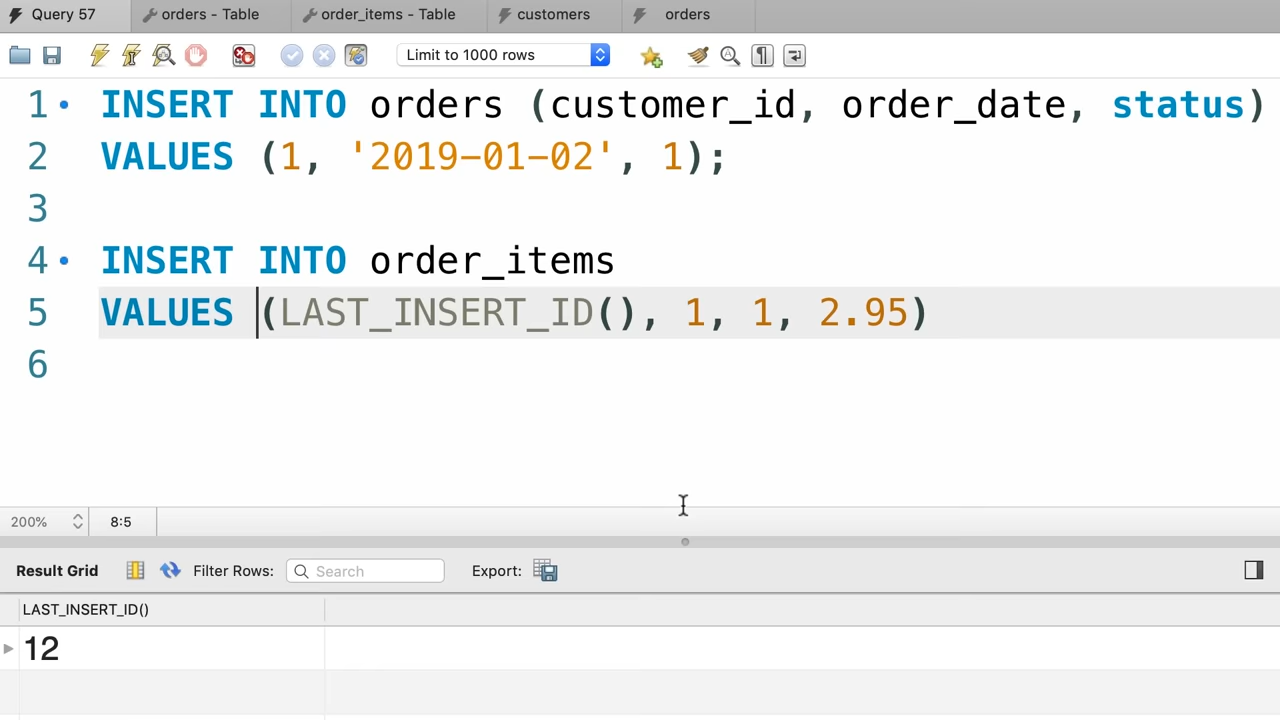 Query 57 orders - Table order_items - Table customers orders
Limit to 1000 rows
1 INSERT INTO orders (customer_id, order_date, status)
2 VALUES (1, '2019-01-02', 1);
3
4 INSERT INTO order_items
5 VALUES (LAST_INSERT_ID(), 1, 1, 2.95)
6
200% 8:5
Result Grid Filter Rows: Search Export:
LAST_INSERT_ID()
12